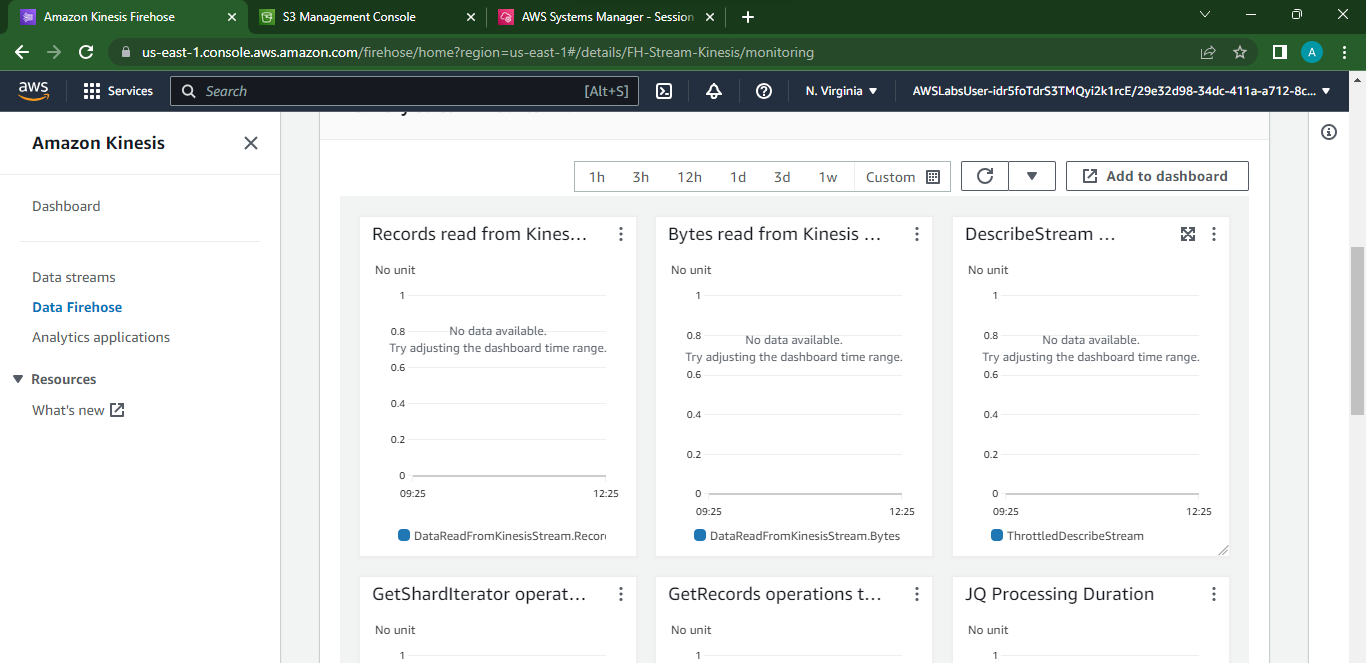 Amazon Kinesis Firehose
S3 Management Console
AWS Systems Manager - Session
us-east-1.console.aws.amazon.com/firehose/home?region=us-east-1#/details/FH-Stream-Kinesis/monitoring
A
aws
Services
Search
[Alt+S]
N. Virginia
AWSLabsUser-idr5foTdrS3TMQyi2k1rcE/29e32d98-34dc-411a-a712-8c...
Amazon Kinesis
Dashboard
Data streams
Data Firehose
Analytics applications
Resources
What's new
1h 3h 12h 1d 3d 1w Custom
Add to dashboard
Records read from Kines...
No unit
1
0.8
No data available.
Try adjusting the dashboard time range.
0.6
0.4
0.2
0
09:25 12:25
DataReadFromKinesisStream.Recor
Bytes read from Kinesis ...
No unit
1
0.8
No data available.
Try adjusting the dashboard time range.
0.6
0.4
0.2
0
09:25 12:25
DataReadFromKinesisStream.Bytes
DescribeStream ...
No unit
1
0.8
No data available.
Try adjusting the dashboard time range.
0.6
0.4
0.2
0
09:25 12:25
ThrottledDescribeStream
GetShardIterator operat...
No unit
1
GetRecords operations t...
No unit
1
JQ Processing Duration
No unit
1